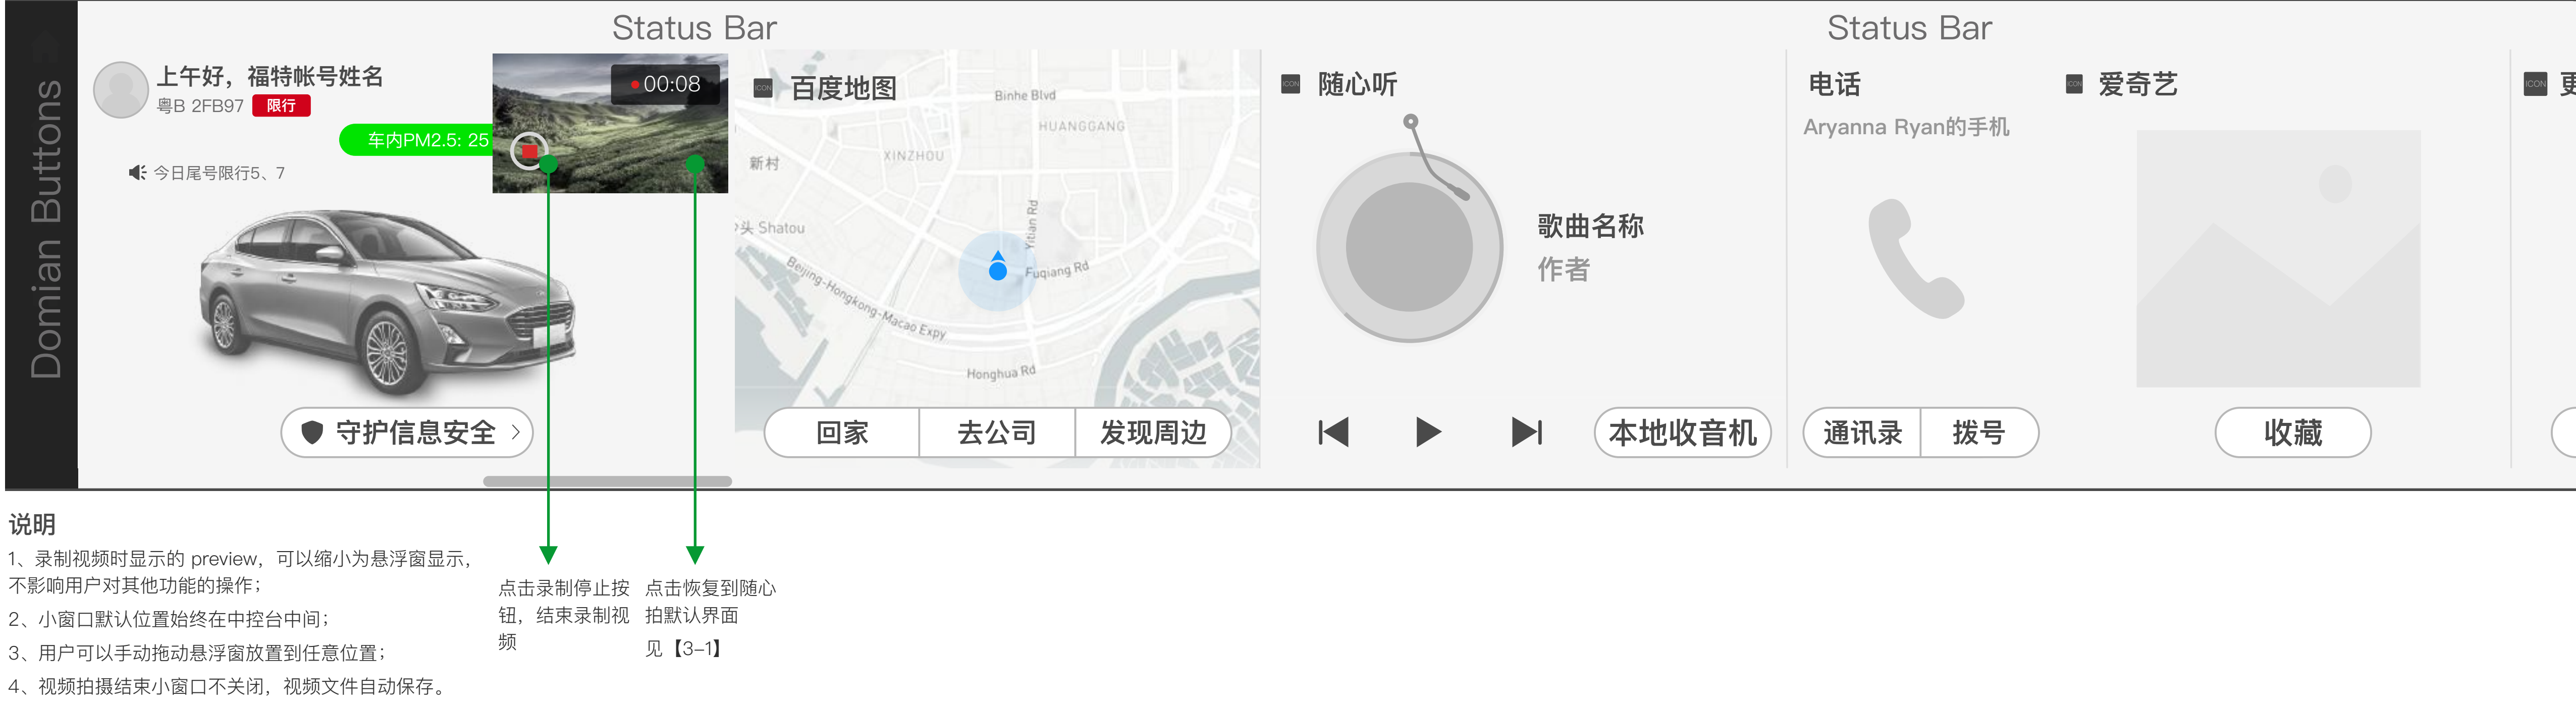 Status Bar
Status Bar
Domian Buttons
上午好，福特帐号姓名
粤B 2FB97
限行
车内PM2.5: 25
今日尾号限行5、7
00:08
守护信息安全
ICON
百度地图
Binhe Blvd
HUANGGANG
XINZHOU
新村
头 Shatou
Yitian Rd
Fuqiang Rd
Beijing-Hongkong-Macao Expy
Honghua Rd
回家
去公司
发现周边
ICON
随心听
歌曲名称
作者
本地收音机
电话
Aryanna Ryan的手机
通讯录
拨号
ICON
爱奇艺
收藏
ICON
说明
1、录制视频时显示的 preview，可以缩小为悬浮窗显示，
不影响用户对其他功能的操作；
2、小窗口默认位置始终在中控台中间；
3、用户可以手动拖动悬浮窗放置到任意位置；
4、视频拍摄结束小窗口不关闭，视频文件自动保存。
点击录制停止按
钮，结束录制视
频
点击恢复到随心
拍默认界面
见【3-1】